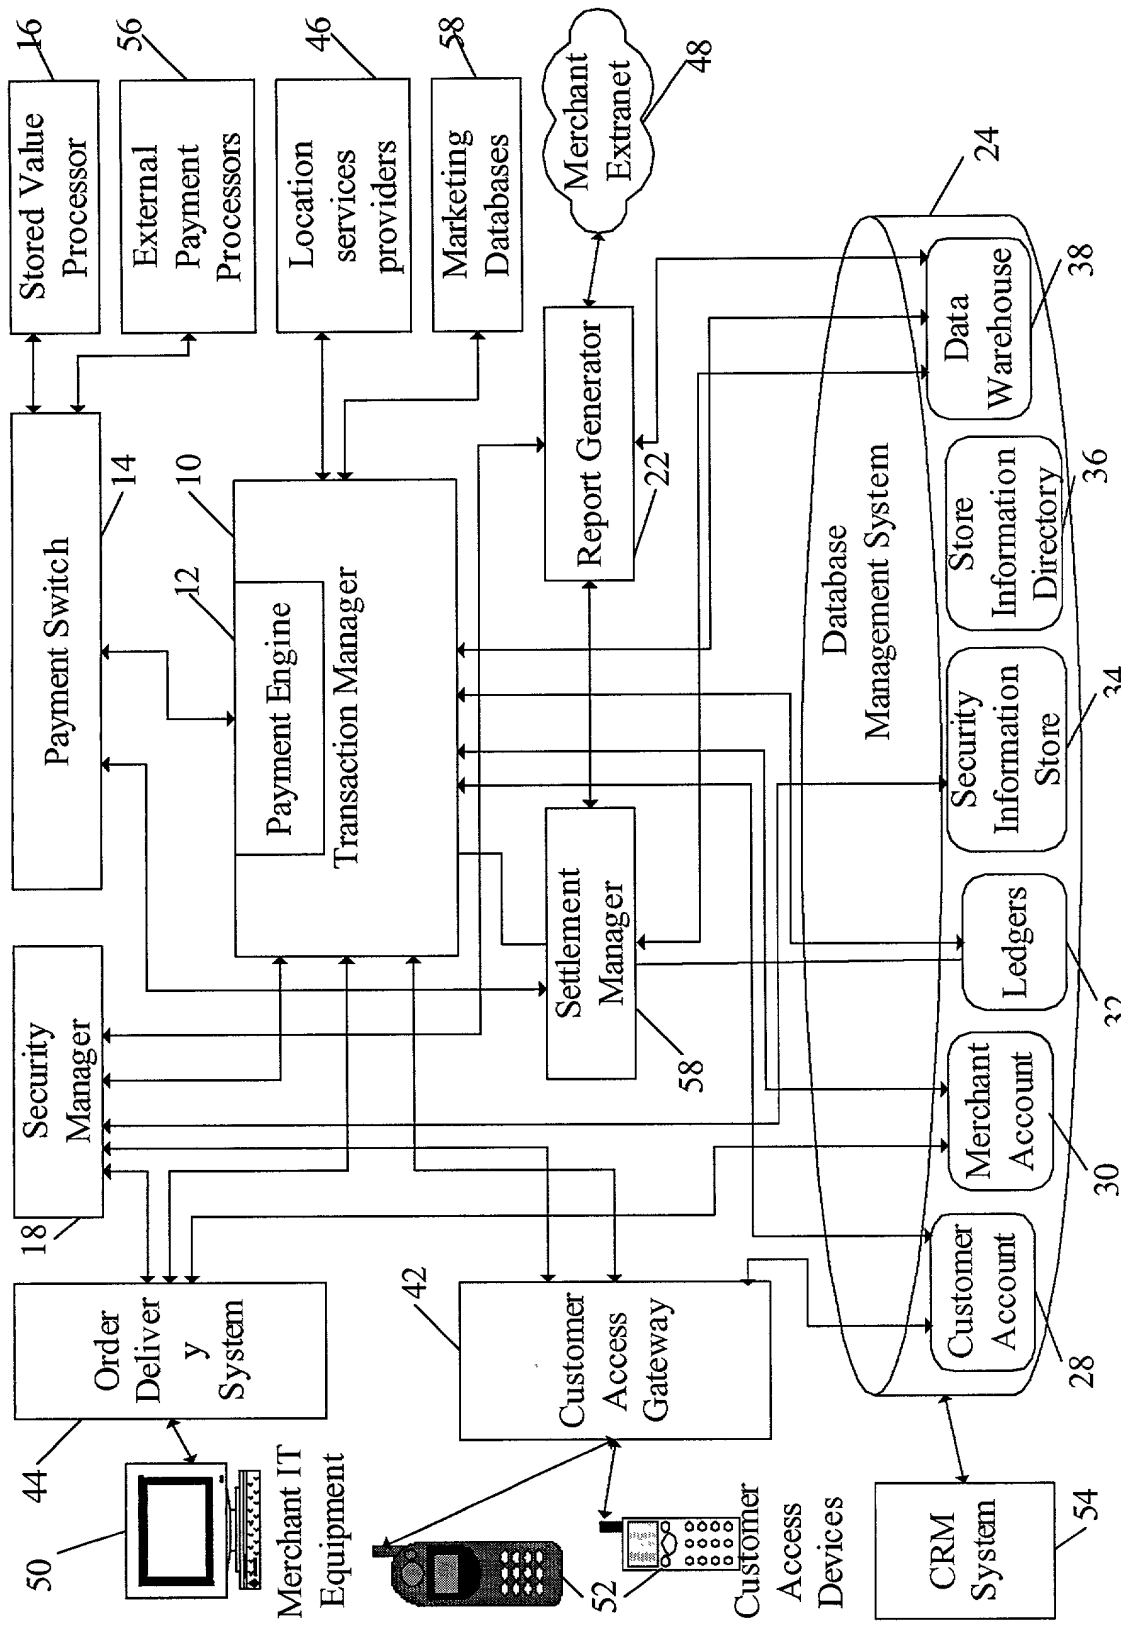 50
Merchant IT
Equipment
44
Order
Deliver
y
System
18
Security
Manager
Payment Switch
14
Stored Value
Processor
16
External
Payment
Processors
56
12
10
Payment Engine
Transaction Manager
Location
services
providers
46
Marketing
Databases
58
52
Customer
Access
Devices
42
Customer
Access
Gateway
Settlement
Manager
58
Report Generator
22
Merchant
Extranet
48
CRM
System
54
Database
Management System
24
Customer
Account
28
Merchant
Account
30
Ledgers
32
Security
Information
Store
34
Store
Information
Directory
36
Data
Warehouse
38